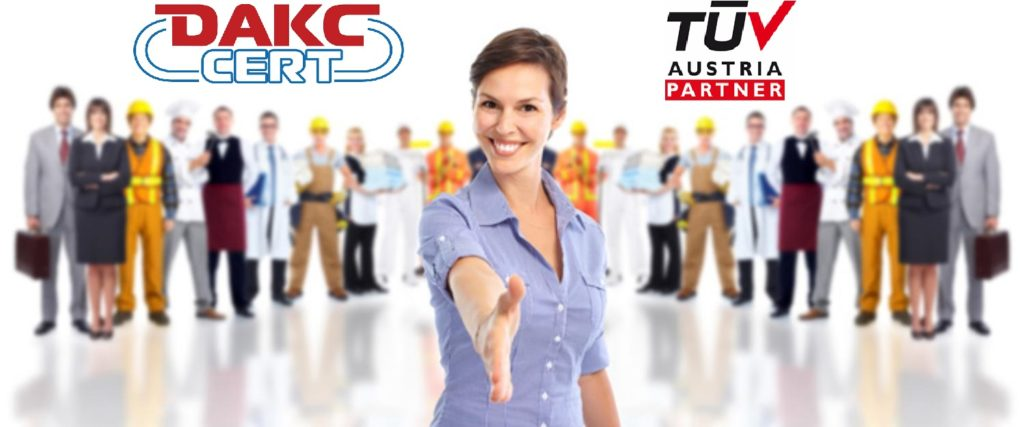 DAKC
CERT
TÜV
AUSTRIA
PARTNER